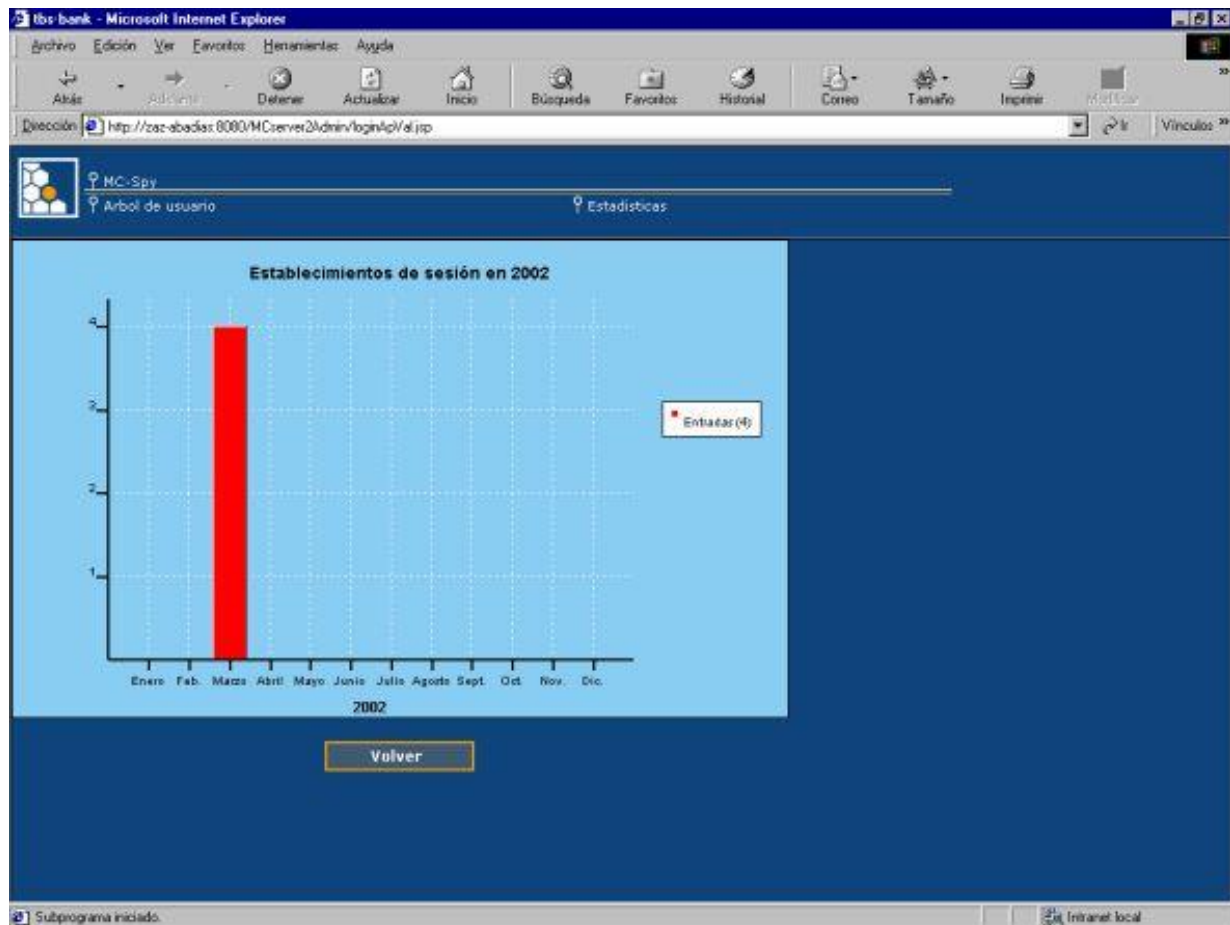 tbs-bank - Microsoft Internet Explorer
Archivo Edición Ver Favoritos Herramientas Ayuda
Atrás Adelante Detener Actualizar Inicio Búsqueda Favoritos Historial Correo Tamaño Imprimir Modificar
Dirección http://zaz-abadias:8080/MCserver2Admin/loginApVal.jsp Ir Vínculos »
MC-Spy
Arbol de usuario Estadisticas
Establecimientos de sesión en 2002
4
3
2
1
Entradas (4)
Enero Feb. Marzo Abril Mayo Junio Julio Agosto Sept. Oct. Nov. Dic.
2002
Volver
Subprograma iniciado. Intranet local